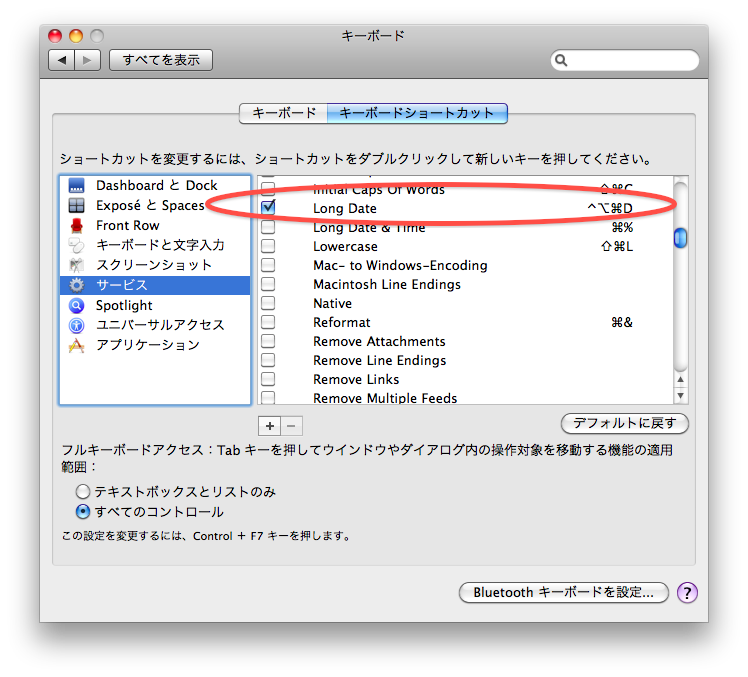 キーボード
すべてを表示
キーボード キーボードショートカット
ショートカットを変更するには、ショートカットをダブルクリックして新しいキーを押してください。
Dashboard と Dock
Exposé と Spaces
Front Row
キーボードと文字入力
スクリーンショット
サービス
Spotlight
ユニバーサルアクセス
アプリケーション
Initial Caps Of Words ⇧⌘C
Long Date ^⌥⌘D
Long Date & Time ⌘%
Lowercase ⇧⌘L
Mac- to Windows-Encoding
Macintosh Line Endings
Native
Reformat ⌘&
Remove Attachments
Remove Line Endings
Remove Links
Remove Multiple Feeds
+ −
デフォルトに戻す
フルキーボードアクセス：Tab キーを押してウインドウやダイアログ内の操作対象を移動する機能の適用
範囲：
テキストボックスとリストのみ
すべてのコントロール
この設定を変更するには、Control ＋ F7 キーを押します。
Bluetooth キーボードを設定... ?